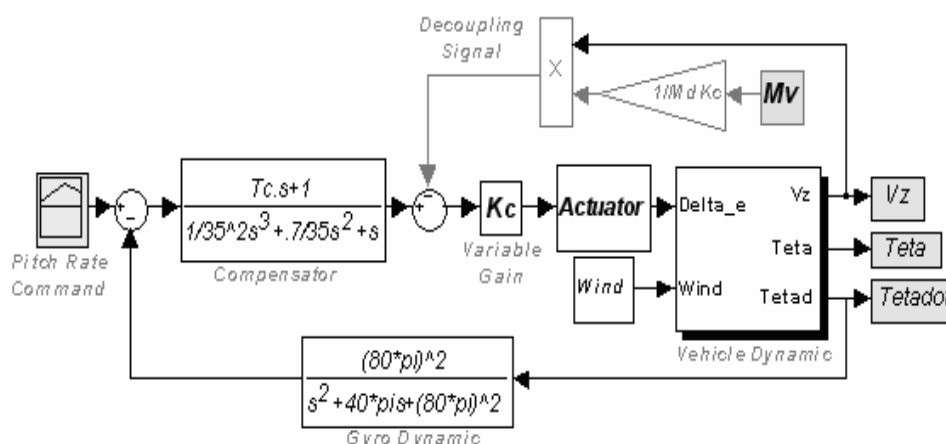 Decoupling
Signal
X
1/MdKc
Mv
Pitch Rate
Command
+
-
Tc.s+1
1/35^2s^3+.7/35s^2+s
Compensator
+
-
Kc
Variable
Gain
Actuator
Wind
Delta_e
Wind
Vz
Teta
Tetad
Vehicle Dynamic
Vz
Teta
Tetadot
(80*pi)^2
s^2+40*pis+(80*pi)^2
Gyro Dynamic